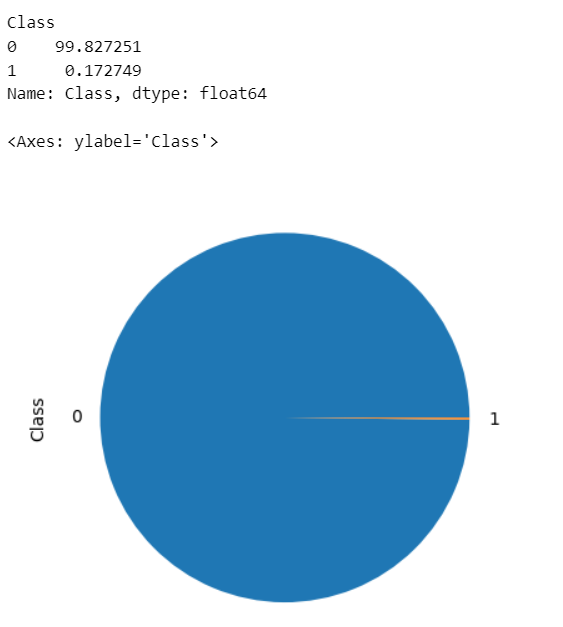 Class
0    99.827251
1     0.172749
Name: Class, dtype: float64
<Axes: ylabel='Class'>
Class
0
1